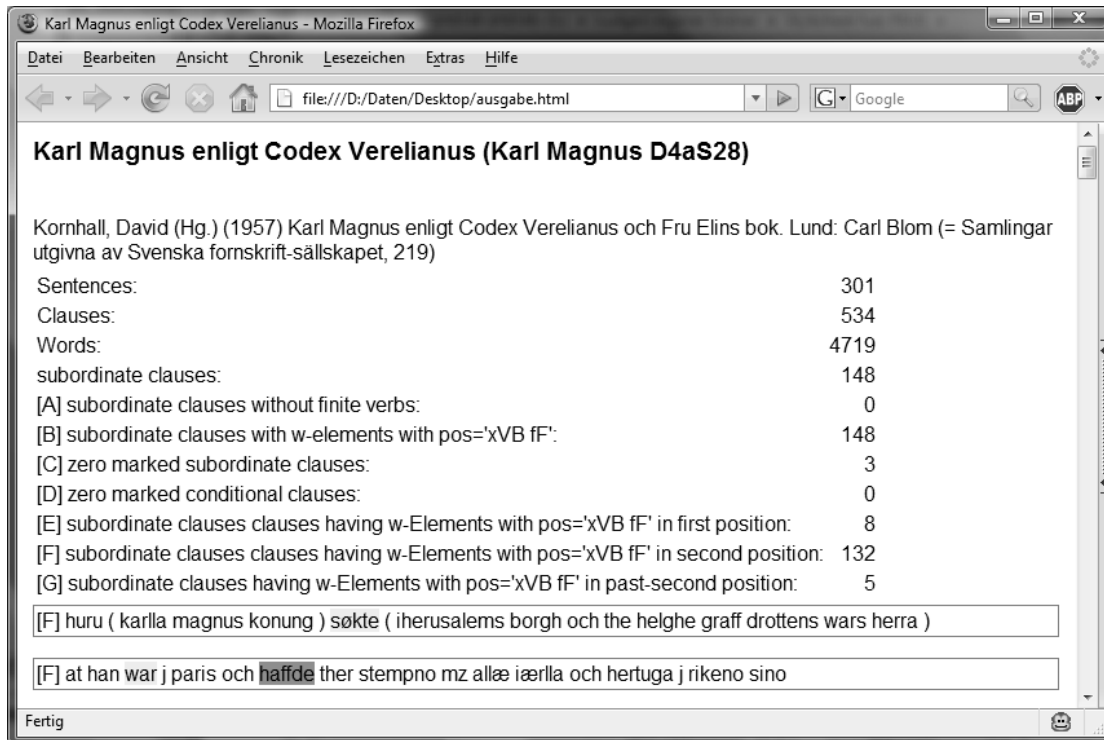 Karl Magnus enligt Codex Verelianus - Mozilla Firefox
Datei Bearbeiten Ansicht Chronik Lesezeichen Extras Hilfe
file:///D:/Daten/Desktop/ausgabe.html G Google ABP
Karl Magnus enligt Codex Verelianus (Karl Magnus D4aS28)
Kornhall, David (Hg.) (1957) Karl Magnus enligt Codex Verelianus och Fru Elins bok. Lund: Carl Blom (= Samlingar
utgivna av Svenska fornskrift-sällskapet, 219)
Sentences: 301
Clauses: 534
Words: 4719
subordinate clauses: 148
[A] subordinate clauses without finite verbs: 0
[B] subordinate clauses with w-elements with pos='xVB fF': 148
[C] zero marked subordinate clauses: 3
[D] zero marked conditional clauses: 0
[E] subordinate clauses clauses having w-Elements with pos='xVB fF' in first position: 8
[F] subordinate clauses clauses having w-Elements with pos='xVB fF' in second position: 132
[G] subordinate clauses having w-Elements with pos='xVB fF' in past-second position: 5
[F] huru ( karlla magnus konung ) søkte ( iherusalems borgh och the helghe graff drottens wars herra )
[F] at han war j paris och haffde ther stempno mz allæ iærlla och hertuga j rikeno sino
Fertig